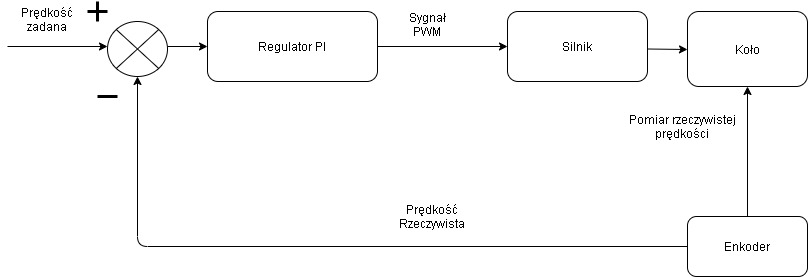 Prędkość
zadana
+
Regulator PI
Sygnał
PWM
Silnik
Koło
−
Pomiar rzeczywistej
prędkości
Prędkość
Rzeczywista
Enkoder